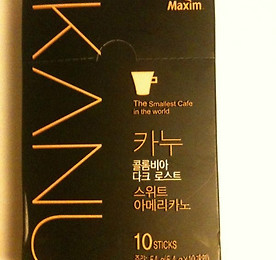 Maxim
KANU
The Smallest Cafe
in the world
카누
콜롬비아
다크 로스트
스위트
아메리카노
10 STICKS